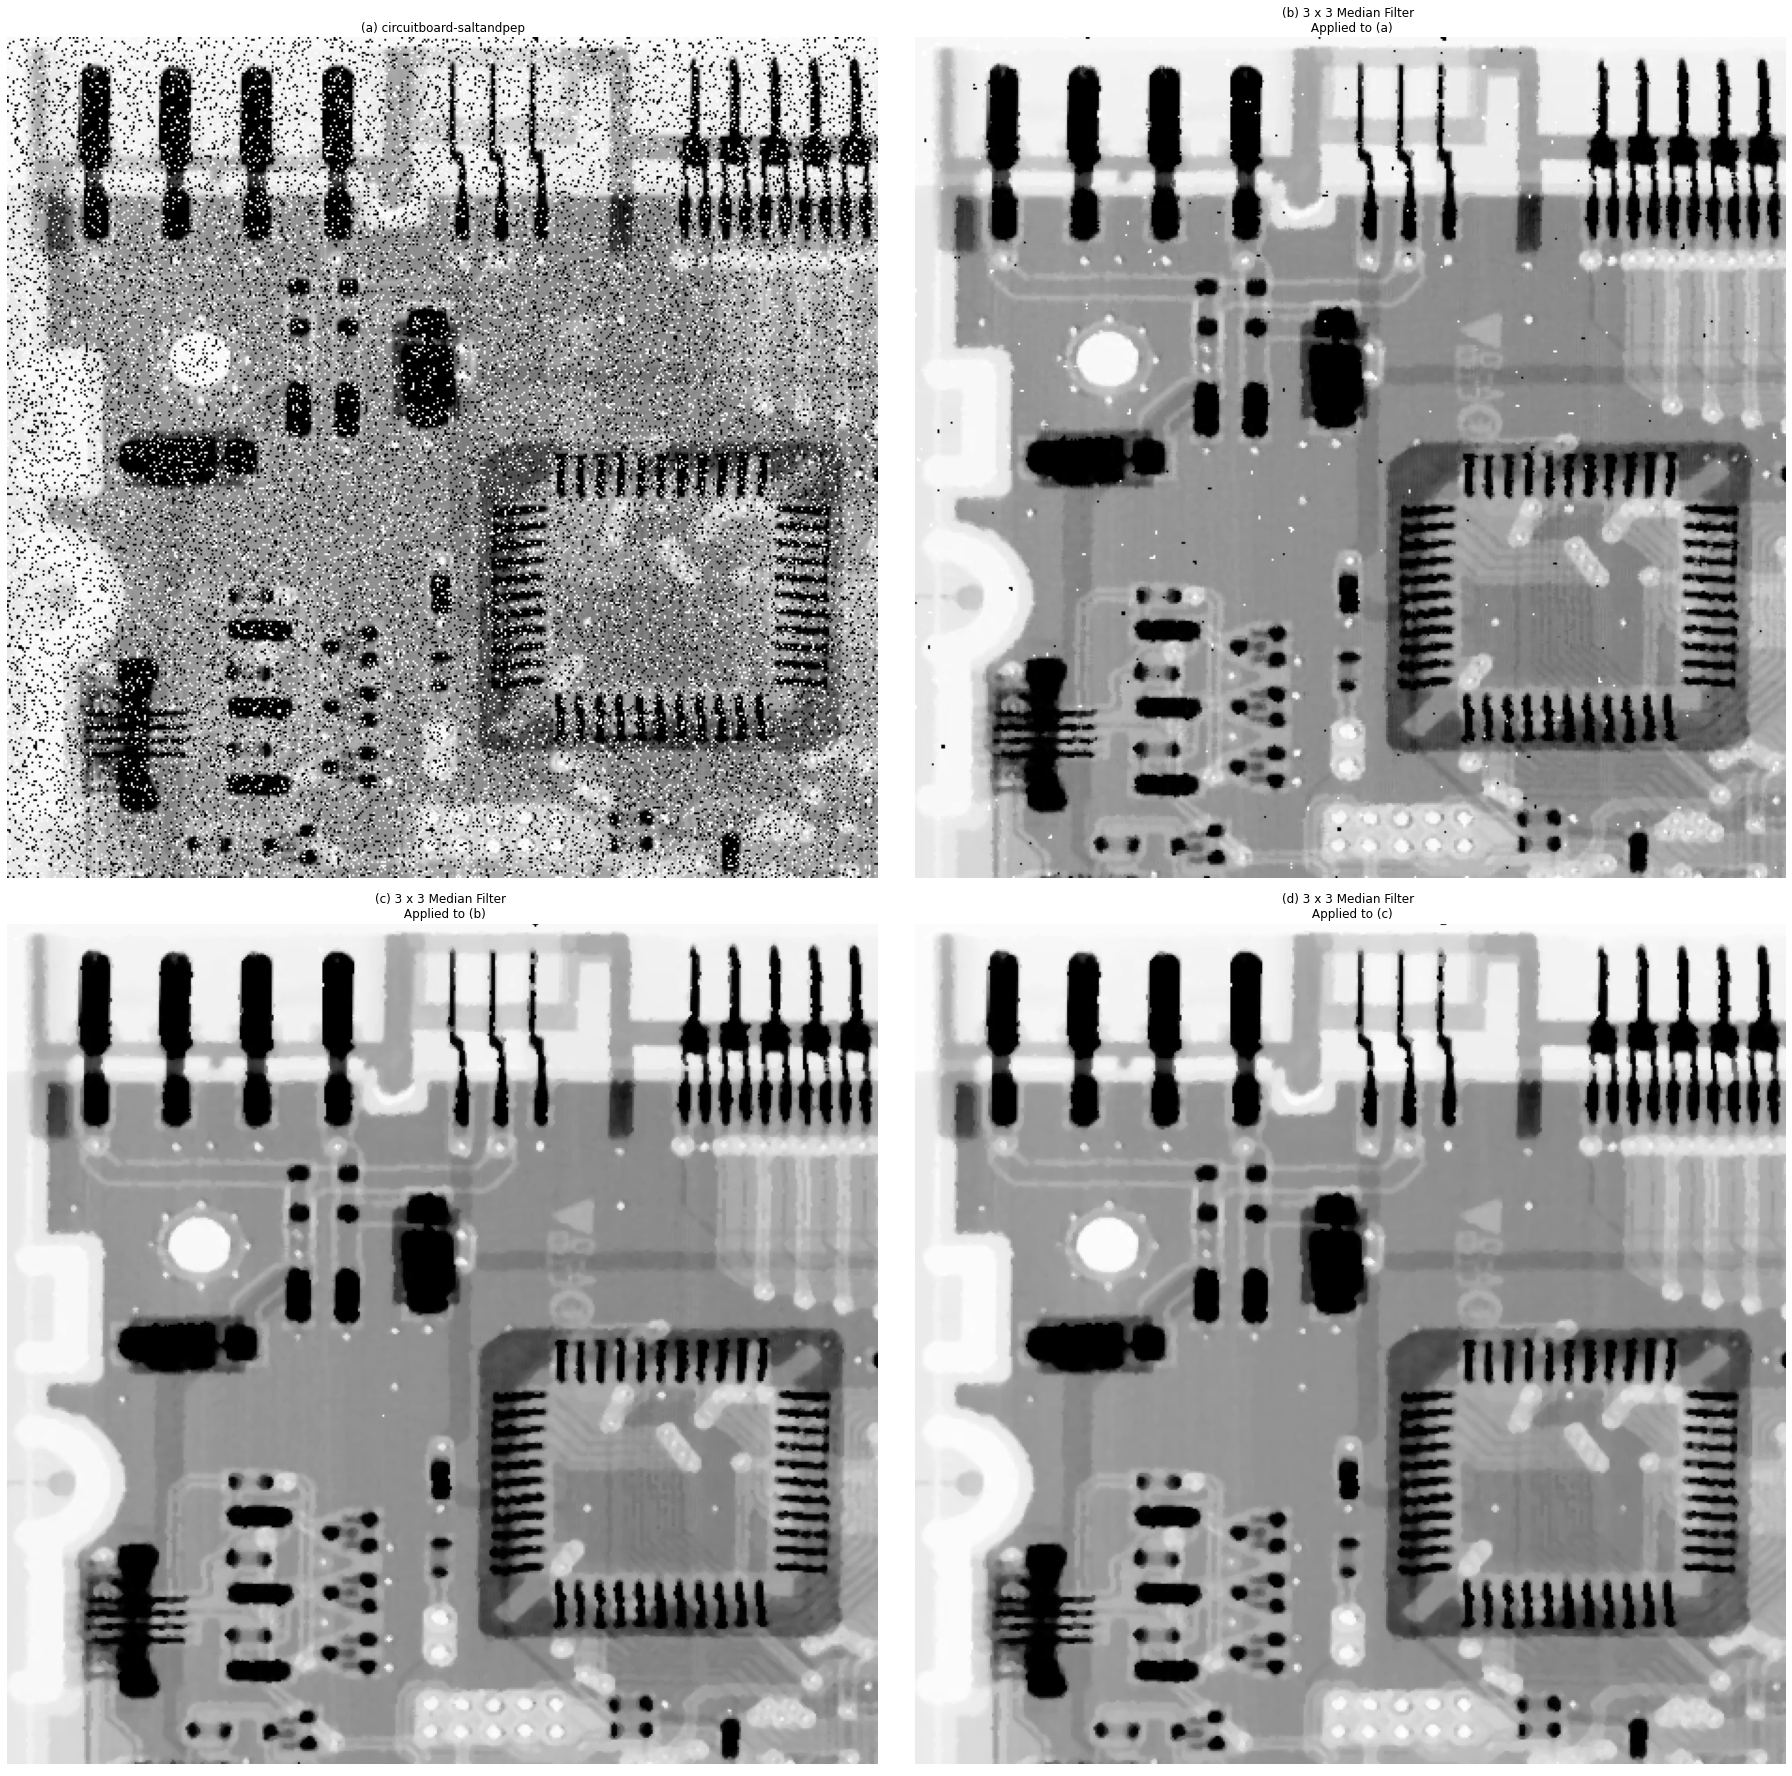 (a) circuitboard-saltandpep
(b) 3 x 3 Median Filter
Applied to (a)
(c) 3 x 3 Median Filter
Applied to (b)
(d) 3 x 3 Median Filter
Applied to (c)